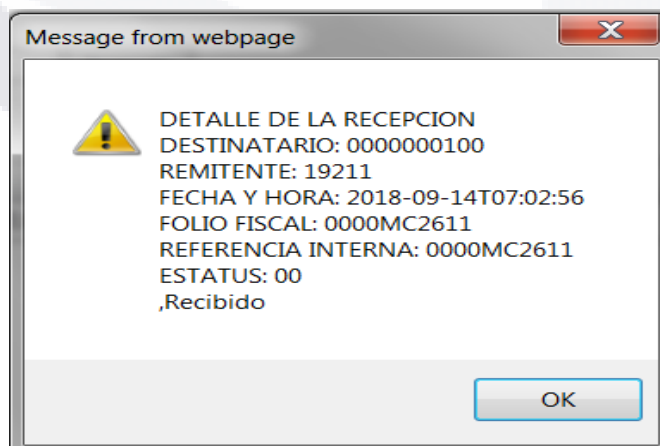 Message from webpage
DETALLE DE LA RECEPCION
DESTINATARIO: 0000000100
REMITENTE: 19211
FECHA Y HORA: 2018-09-14T07:02:56
FOLIO FISCAL: 0000MC2611
REFERENCIA INTERNA: 0000MC2611
ESTATUS: 00
,Recibido
OK